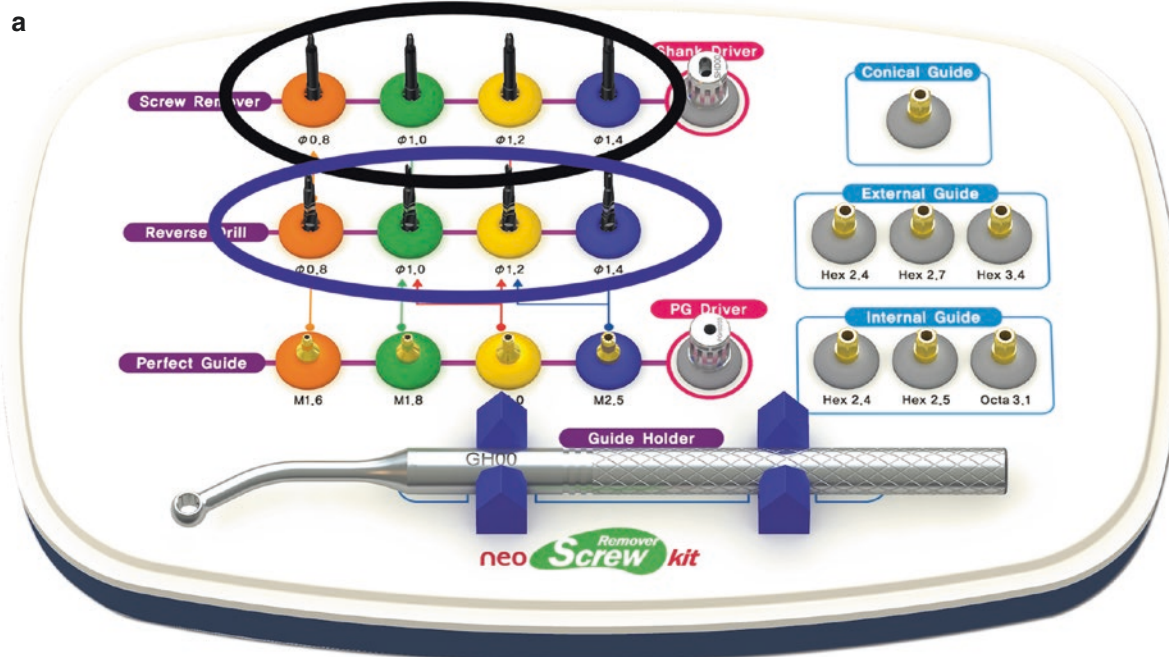 a
Shank Driver
Conical Guide
Screw Remover
SHD00
φ0.8 φ1.0 φ1.2 φ1.4
External Guide
Reverse Drill
φ0.8 φ1.0 φ1.2 φ1.4
Hex 2.4 Hex 2.7 Hex 3.4
PG Driver
Internal Guide
Perfect Guide
M1.6 M1.8 M2.5
Hex 2.4 Hex 2.5 Octa 3.1
Guide Holder
GH00
neo Screw Remover kit